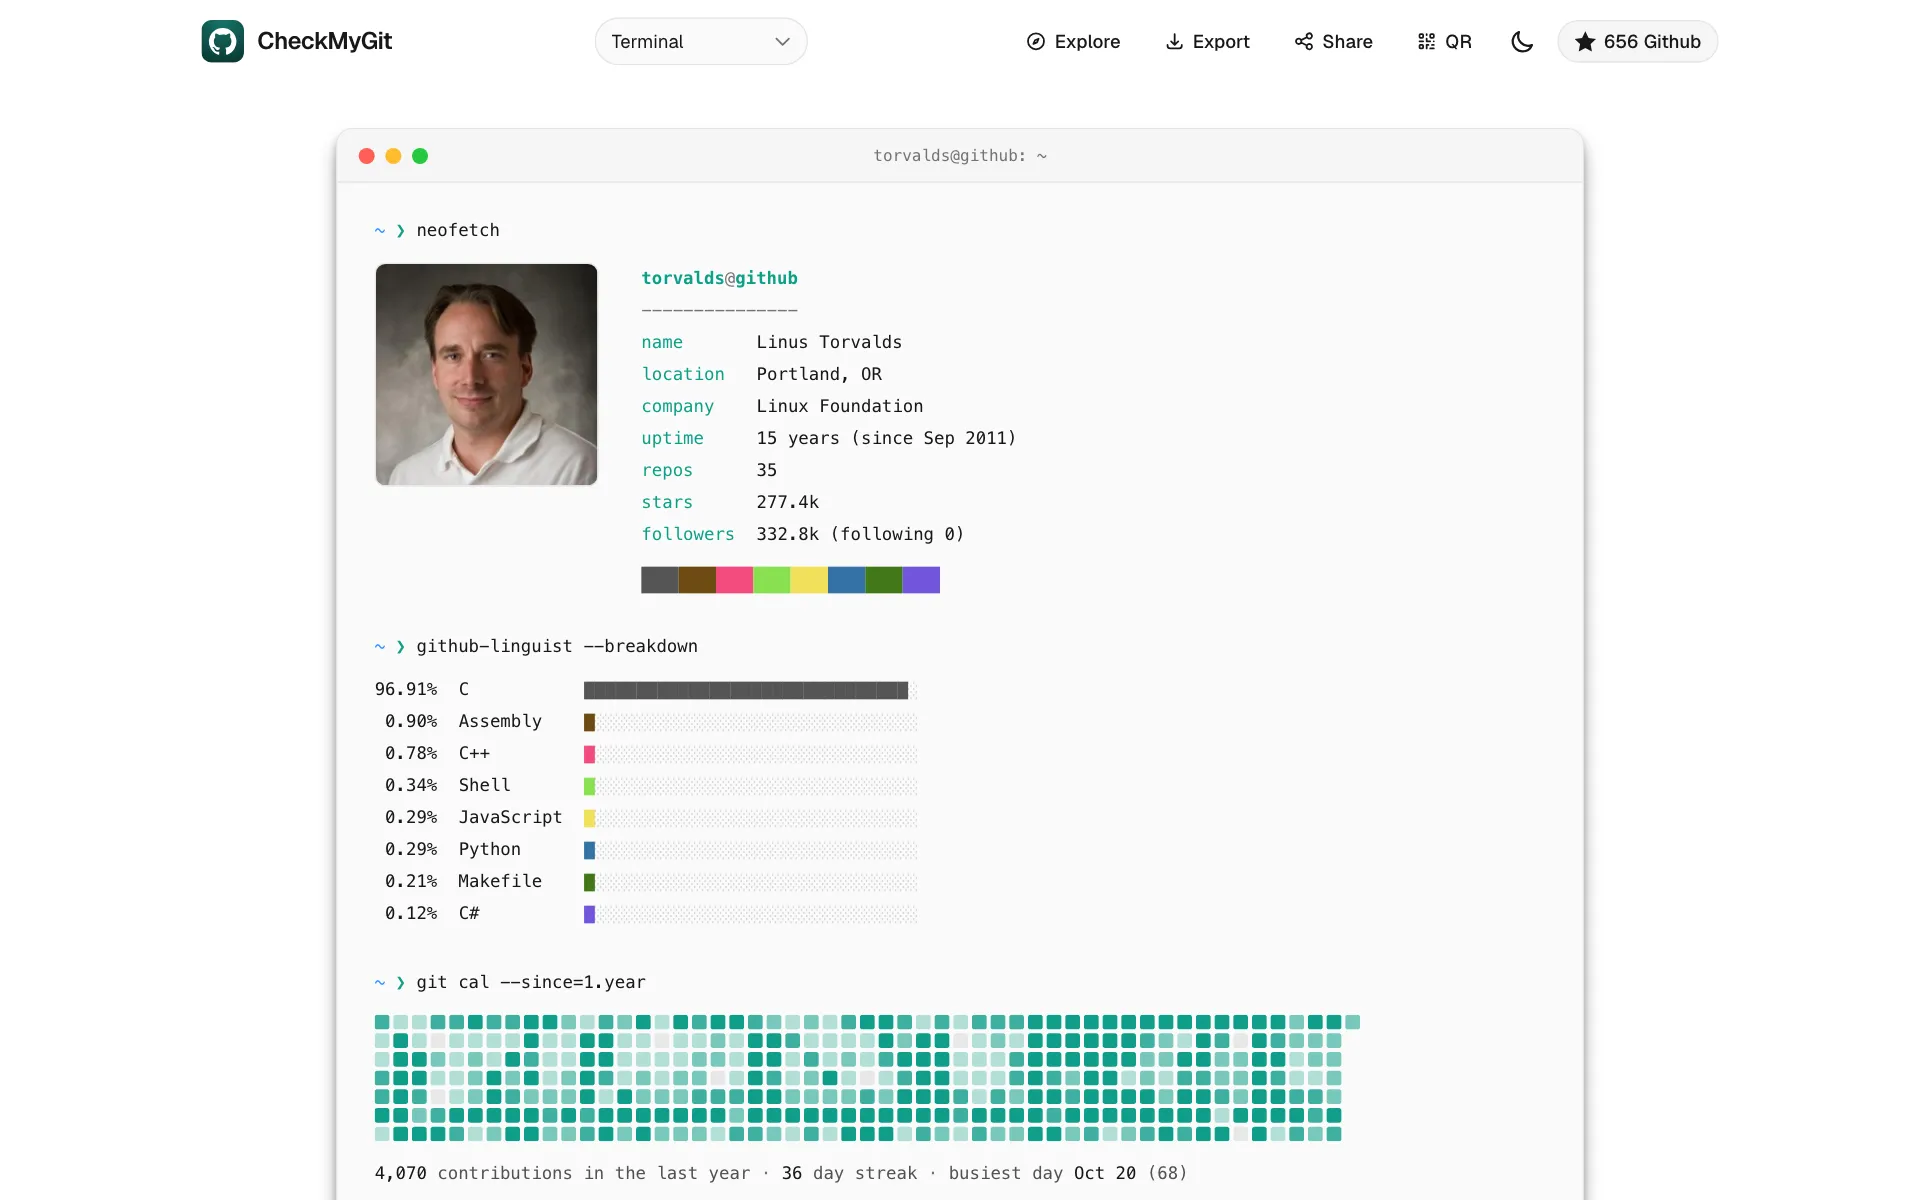 CheckMyGit
Terminal
Explore
Export
Share
QR
656 Github
torvalds@github: ~
~ ❯ neofetch
torvalds@github
---------------
name Linus Torvalds
location Portland, OR
company Linux Foundation
uptime 15 years (since Sep 2011)
repos 35
stars 277.4k
followers 332.8k (following 0)
~ ❯ github-linguist --breakdown
96.91% C
0.90% Assembly
0.78% C++
0.34% Shell
0.29% JavaScript
0.29% Python
0.21% Makefile
0.12% C#
~ ❯ git cal --since=1.year
4,070 contributions in the last year · 36 day streak · busiest day Oct 20 (68)